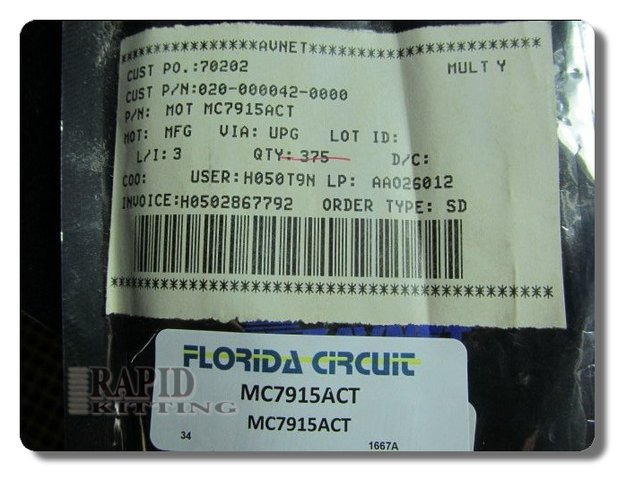 ********************AVNET********************
CUST PO.:70202 MULT Y
CUST P/N:020-000042-0000
P/N: MOT MC7915ACT
MOT: MFG VIA: UPG LOT ID:
L/I: 3 QTY: 375 D/C:
COO: USER:H050T9N LP: AA026012
INVOICE:H0502867792 ORDER TYPE: SD
*********************************************
FLORIDA CIRCUIT
MC7915ACT
MC7915ACT
34 1667A
RAPID
KITTING